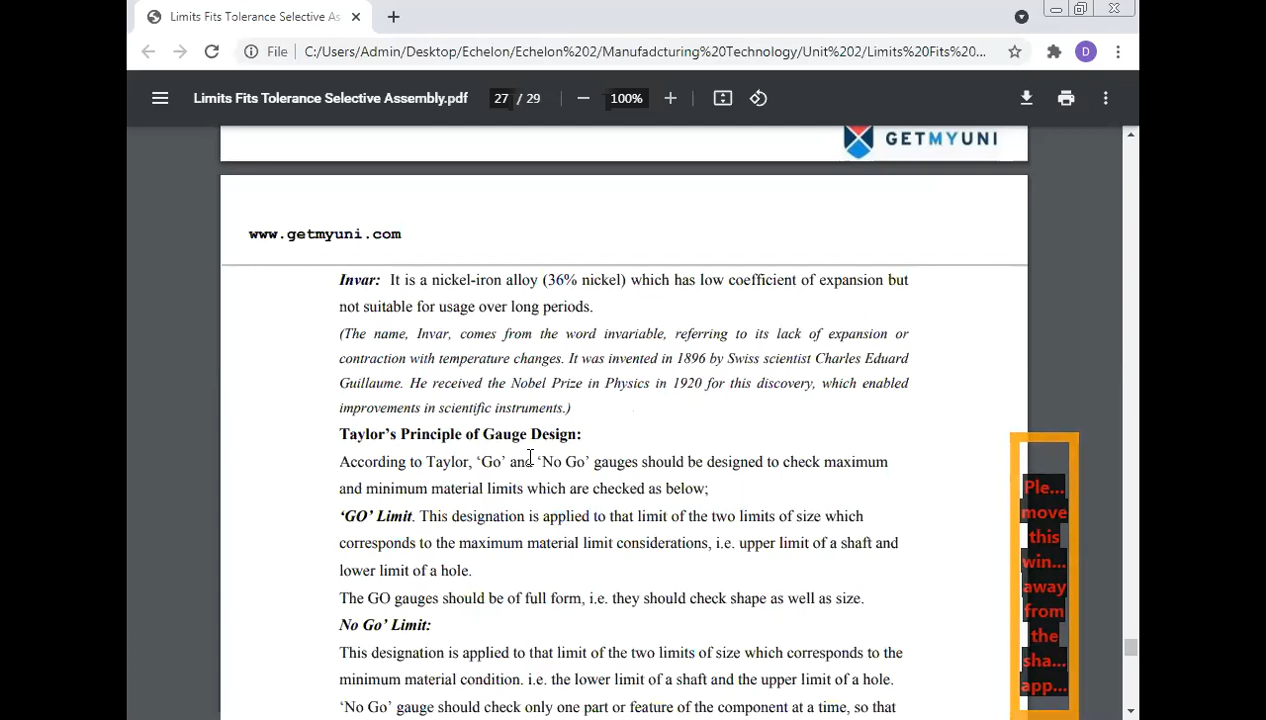 Limits Fits Tolerance Selective As
File C:/Users/Admin/Desktop/Echelon/Echelon%202/Manufadcturing%20Technology/Unit%202/Limits%20Fits%20... D
Limits Fits Tolerance Selective Assembly.pdf 27 / 29 100%
GETMYUNI
www.getmyuni.com
Invar: It is a nickel-iron alloy (36% nickel) which has low coefficient of expansion but
not suitable for usage over long periods.
(The name, Invar, comes from the word invariable, referring to its lack of expansion or
contraction with temperature changes. It was invented in 1896 by Swiss scientist Charles Eduard
Guillaume. He received the Nobel Prize in Physics in 1920 for this discovery, which enabled
improvements in scientific instruments.)
Taylor’s Principle of Gauge Design:
According to Taylor, ‘Go’ and ‘No Go’ gauges should be designed to check maximum
and minimum material limits which are checked as below;
‘GO’ Limit. This designation is applied to that limit of the two limits of size which
corresponds to the maximum material limit considerations, i.e. upper limit of a shaft and
lower limit of a hole.
The GO gauges should be of full form, i.e. they should check shape as well as size.
No Go’ Limit:
This designation is applied to that limit of the two limits of size which corresponds to the
minimum material condition. i.e. the lower limit of a shaft and the upper limit of a hole.
‘No Go’ gauge should check only one part or feature of the component at a time, so that
Ple...
move
this
win...
away
from
the
sha...
app...